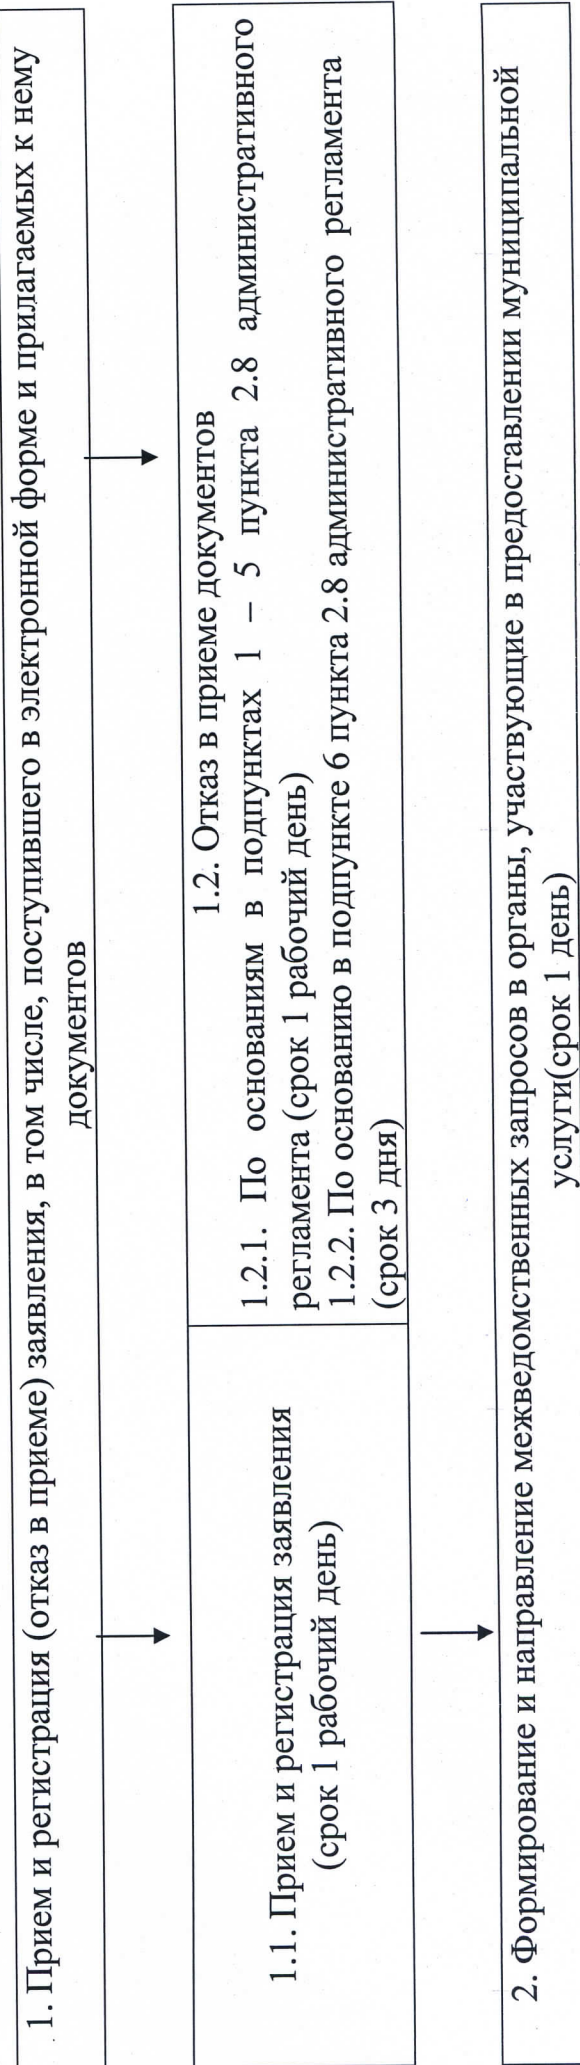 1. Прием и регистрация (отказ в приеме) заявления, в том числе, поступившего в электронной форме и прилагаемых к нему
документов
1.1. Прием и регистрация заявления
(срок 1 рабочий день)
1.2. Отказ в приеме документов
1.2.1. По основаниям в подпунктах 1 – 5 пункта 2.8 административного
регламента (срок 1 рабочий день)
1.2.2. По основанию в подпункте 6 пункта 2.8 административного регламента
(срок 3 дня)
2. Формирование и направление межведомственных запросов в органы, участвующие в предоставлении муниципальной
услуги(срок 1 день)